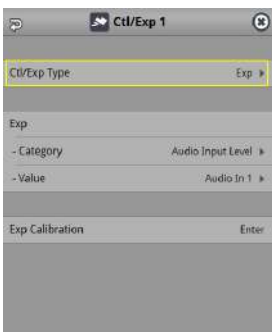 Ctl/Exp 1
Ctl/Exp Type Exp
Exp
- Category Audio Input Level
- Value Audio In 1
Exp Calibration Enter